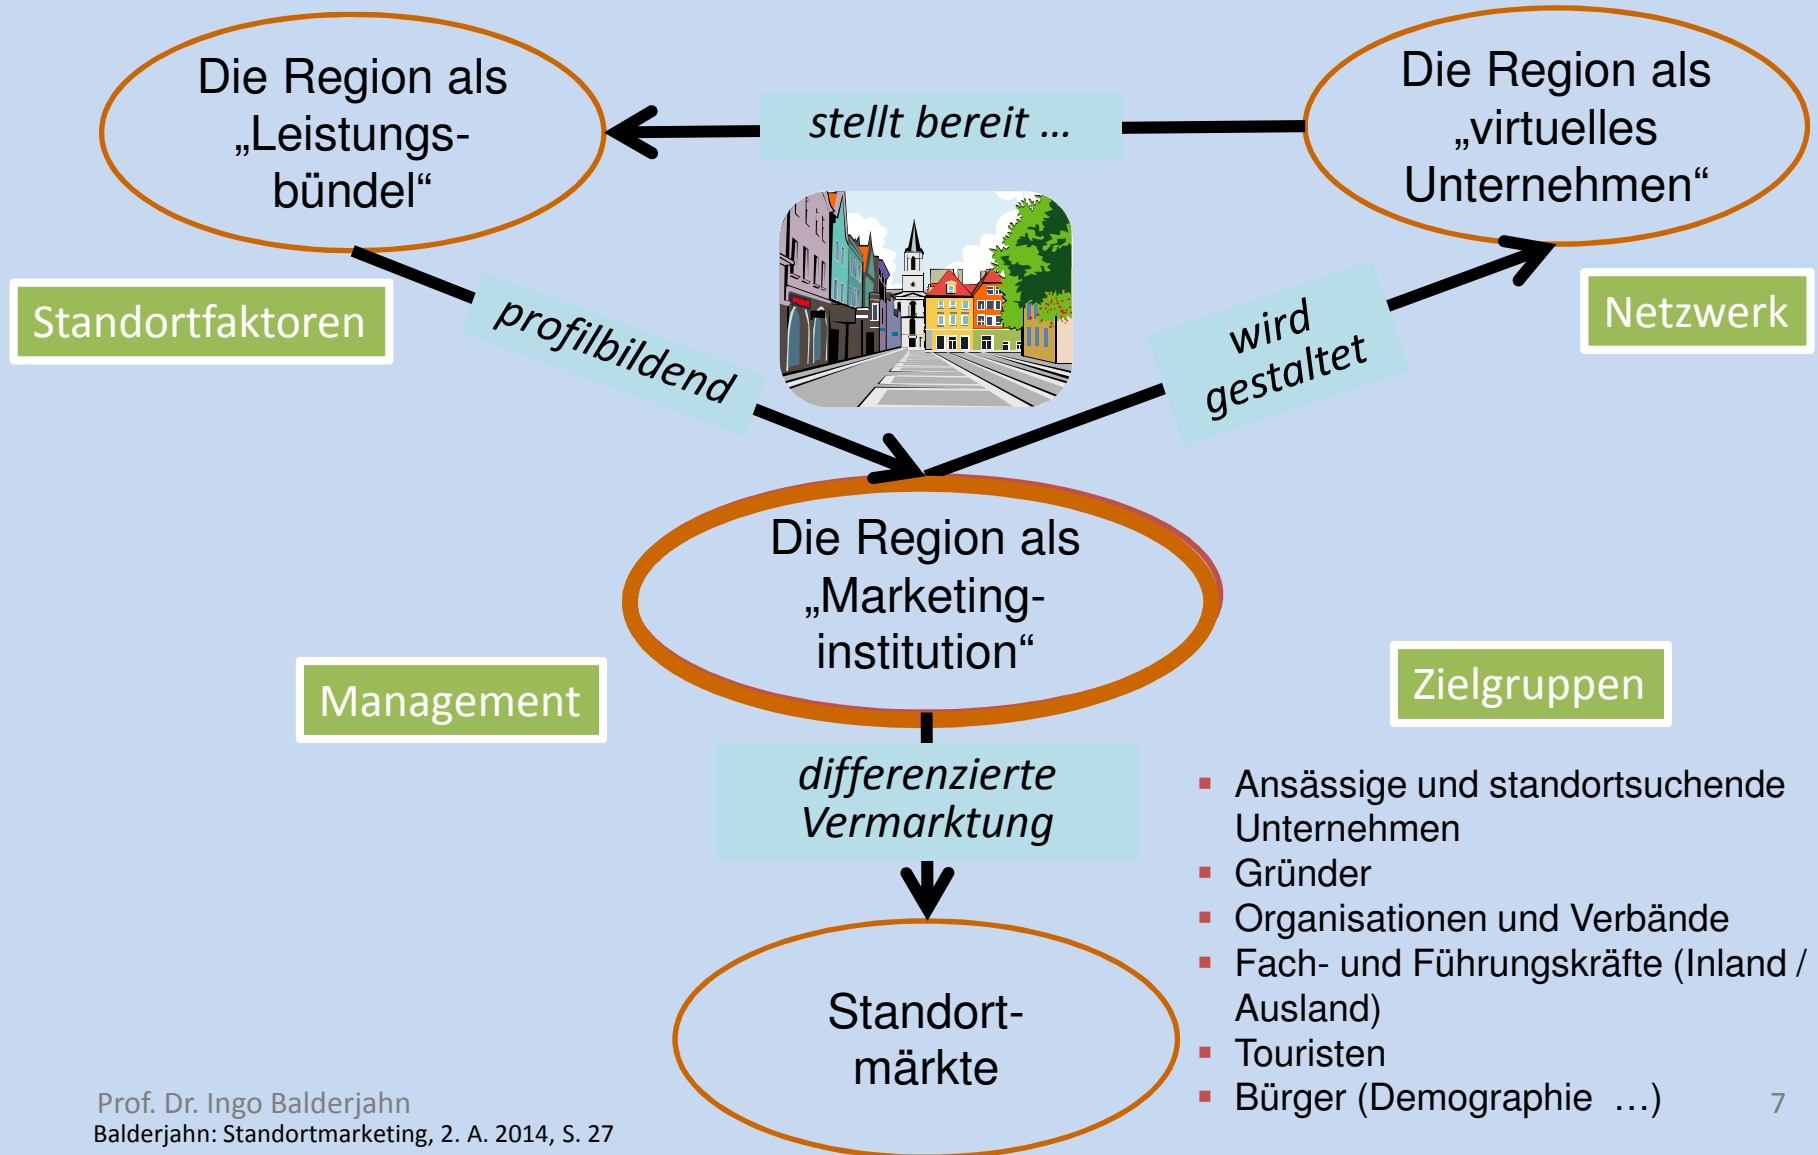 Die Region als
„Leistungs-
bündel“
stellt bereit ...
Die Region als
„virtuelles
Unternehmen“
Standortfaktoren
profilbildend
wird
gestaltet
Netzwerk
Die Region als
„Marketing-
institution“
Management
Zielgruppen
differenzierte
Vermarktung
▪ Ansässige und standortsuchende
Unternehmen
▪ Gründer
▪ Organisationen und Verbände
▪ Fach- und Führungskräfte (Inland /
Ausland)
▪ Touristen
▪ Bürger (Demographie …)
Standort-
märkte
Prof. Dr. Ingo Balderjahn
Balderjahn: Standortmarketing, 2. A. 2014, S. 27
7